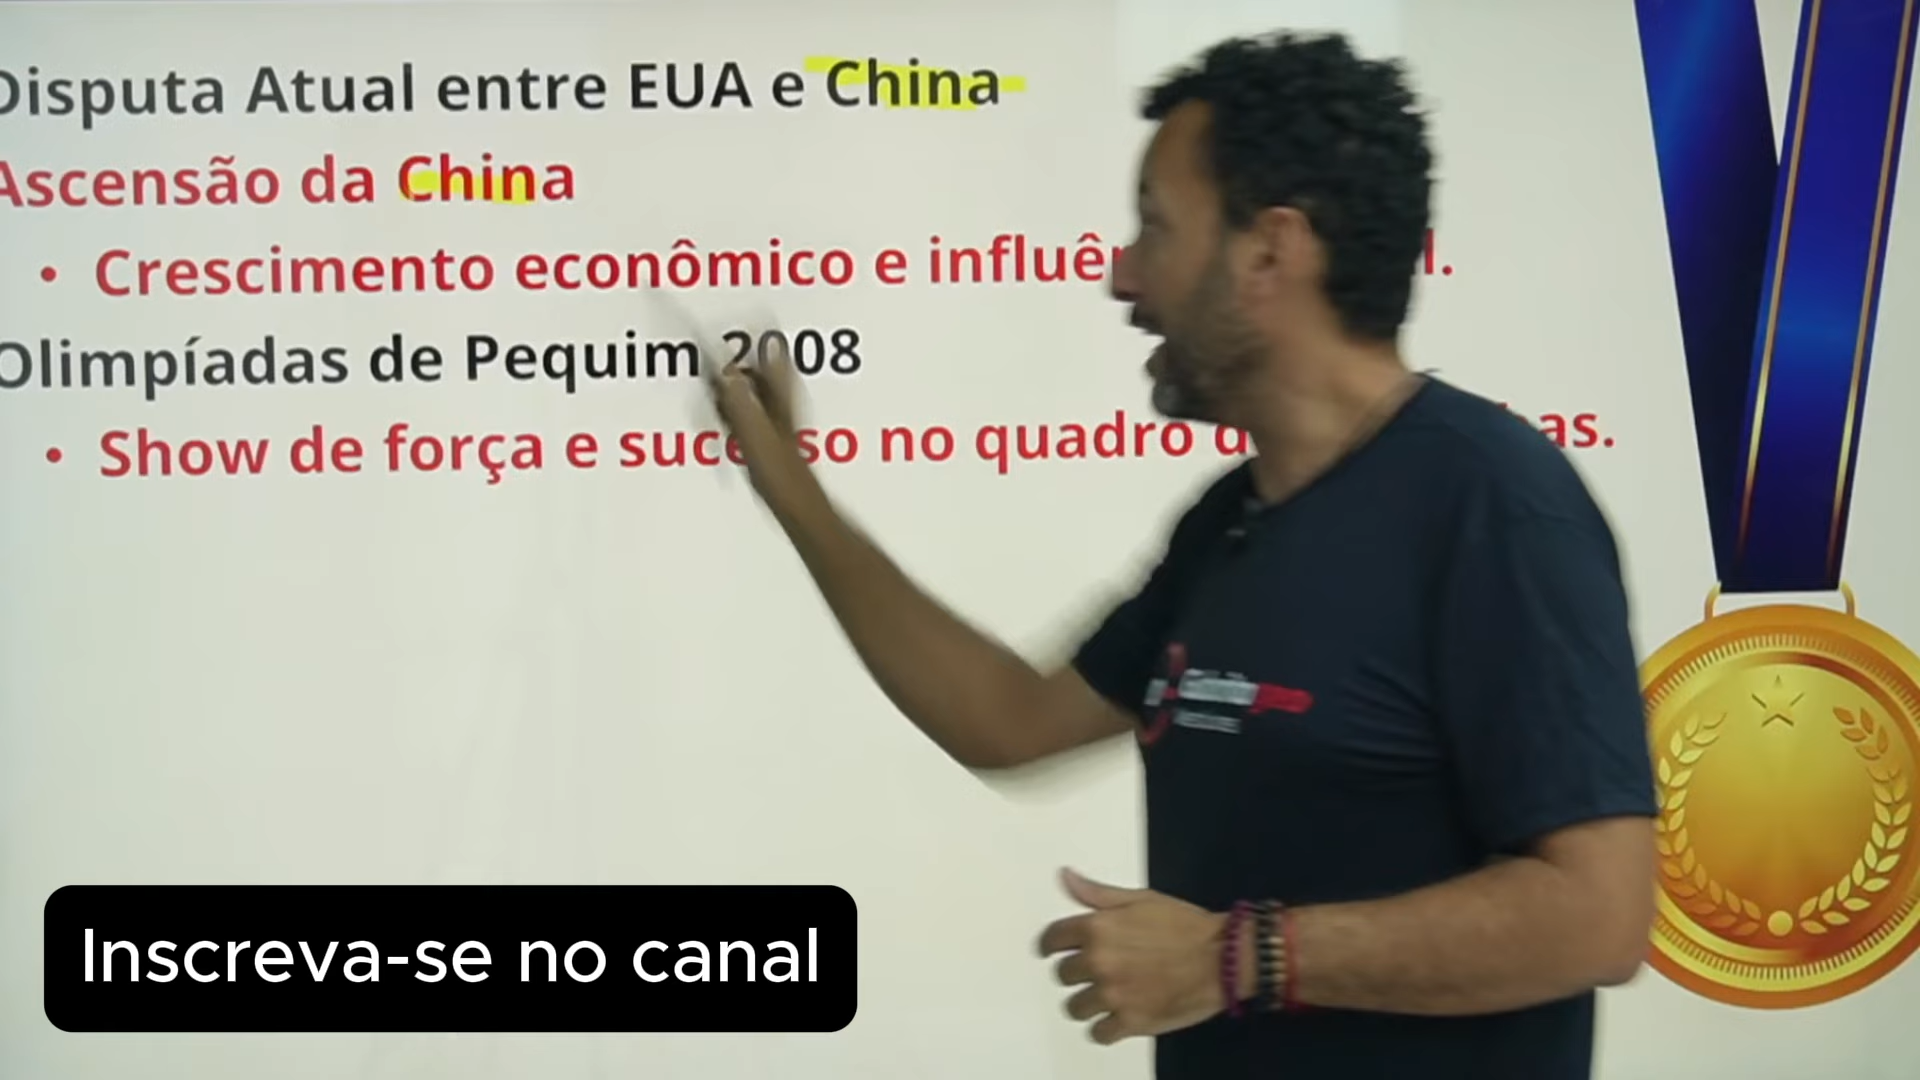 Disputa Atual entre EUA e China
Ascensão da China
• Crescimento econômico e
Olimpíadas de Pequim 2008
• Show de força e sucesso no quadro
Inscreva-se no canal